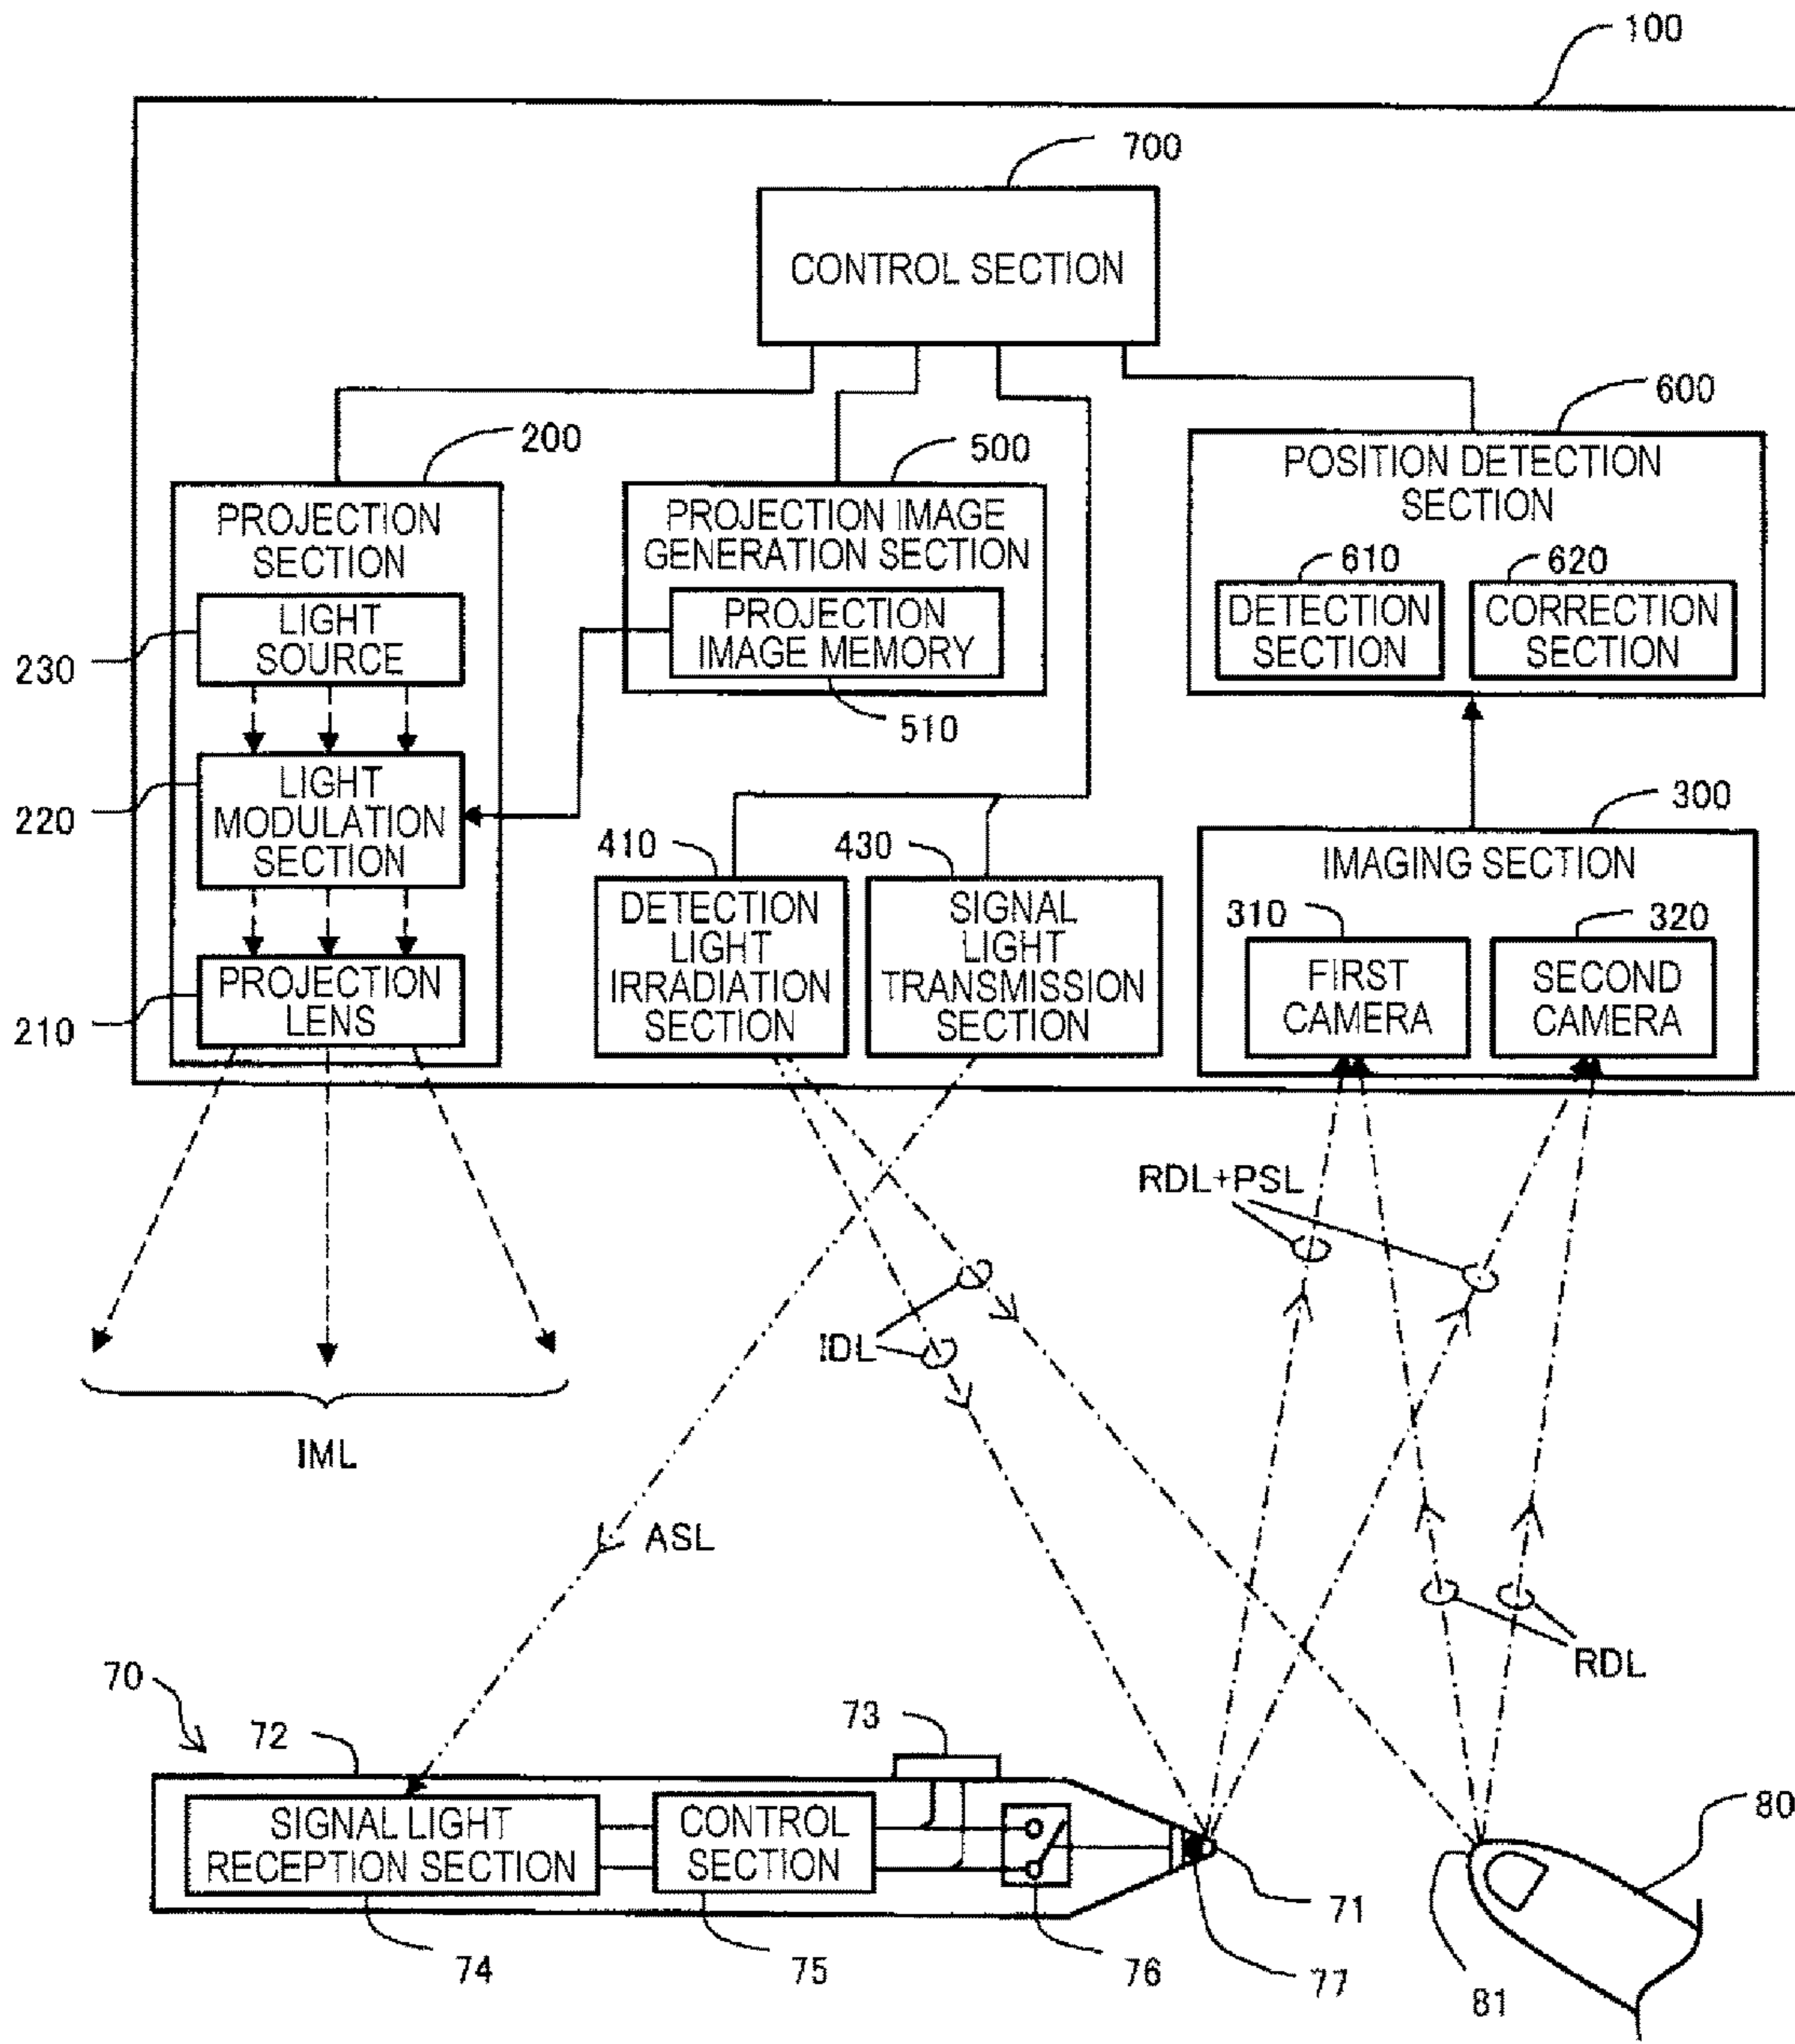 100
700
CONTROL SECTION
600
200
500
POSITION DETECTION
SECTION
PROJECTION
SECTION
PROJECTION IMAGE
GENERATION SECTION
610
620
LIGHT
SOURCE
PROJECTION
IMAGE MEMORY
DETECTION
SECTION
CORRECTION
SECTION
230
510
LIGHT
MODULATION
SECTION
220
300
410
430
IMAGING SECTION
DETECTION
LIGHT
IRRADIATION
SECTION
SIGNAL
LIGHT
TRANSMISSION
SECTION
310
320
PROJECTION
LENS
FIRST
CAMERA
SECOND
CAMERA
210
RDL+PSL
IDL
IML
ASL
RDL
70
72
73
SIGNAL LIGHT
RECEPTION SECTION
CONTROL
SECTION
80
71
74
75
76
77
81